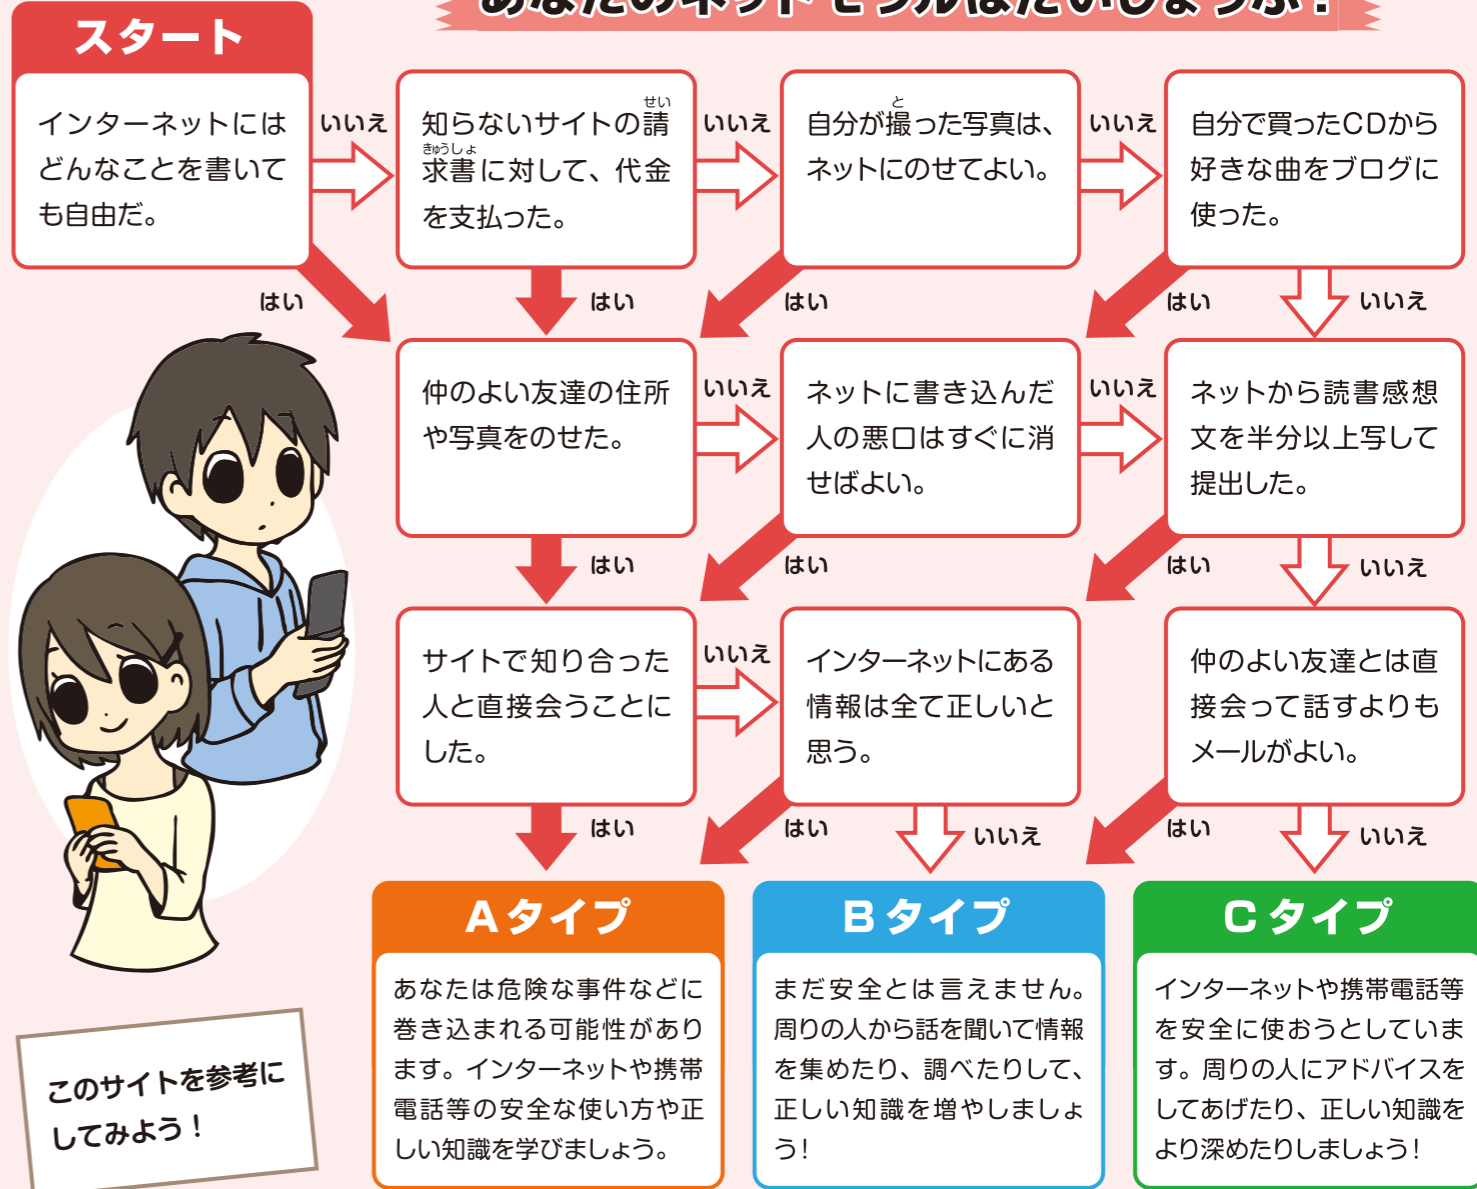 あなたのネットモラルはだいじょうぶ?
スタート
インターネットには
どんなことを書いて
も自由だ。
いいえ
はい
せい
知らないサイトの請
きゅうしょ
求書に対して、代金
を支払った。
いいえ
はい
と
自分が撮った写真は、
ネットにのせてよい。
いいえ
はい
自分で買ったCDから
好きな曲をブログに
使った。
はい
いいえ
仲のよい友達の住所
や写真をのせた。
いいえ
はい
ネットに書き込んだ
人の悪口はすぐに消
せばよい。
いいえ
はい
ネットから読書感想
文を半分以上写して
提出した。
はい
いいえ
サイトで知り合った
人と直接会うことに
した。
いいえ
はい
インターネットにある
情報は全て正しいと
思う。
はい
いいえ
仲のよい友達とは直
接会って話すよりも
メールがよい。
はい
いいえ
Aタイプ
あなたは危険な事件などに
巻き込まれる可能性があり
ます。インターネットや携帯
電話等の安全な使い方や正
しい知識を学びましょう。
Bタイプ
まだ安全とは言えません。
周りの人から話を聞いて情報
を集めたり、調べたりして、
正しい知識を増やしましょ
う!
Cタイプ
インターネットや携帯電話等
を安全に使おうとしていま
す。周りの人にアドバイスを
してあげたり、正しい知識を
より深めたりしましょう!
このサイトを参考に
してみよう!